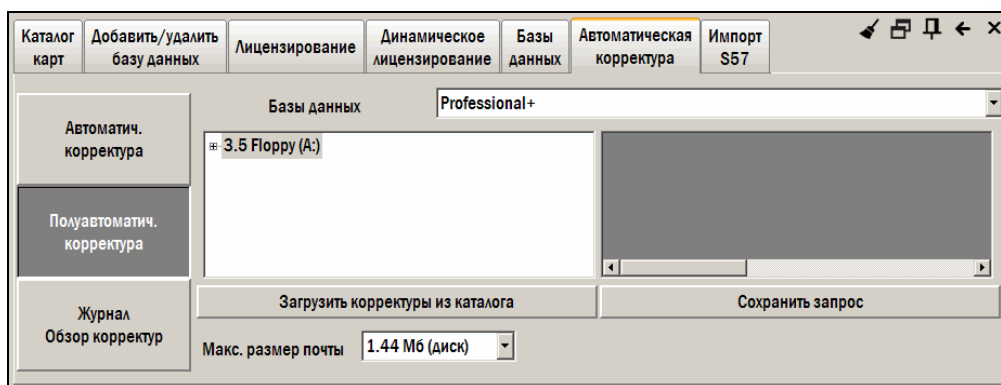 Каталог карт
Добавить/удалить базу данных
Лицензирование
Динамическое лицензирование
Базы данных
Автоматическая корректура
Импорт S57
Автоматич. корректура
Полуавтоматич. корректура
Журнал
Обзор корректур
Базы данных
Professional+
3.5 Floppy (A:)
Загрузить корректуры из каталога
Сохранить запрос
Макс. размер почты
1.44 Мб (диск)